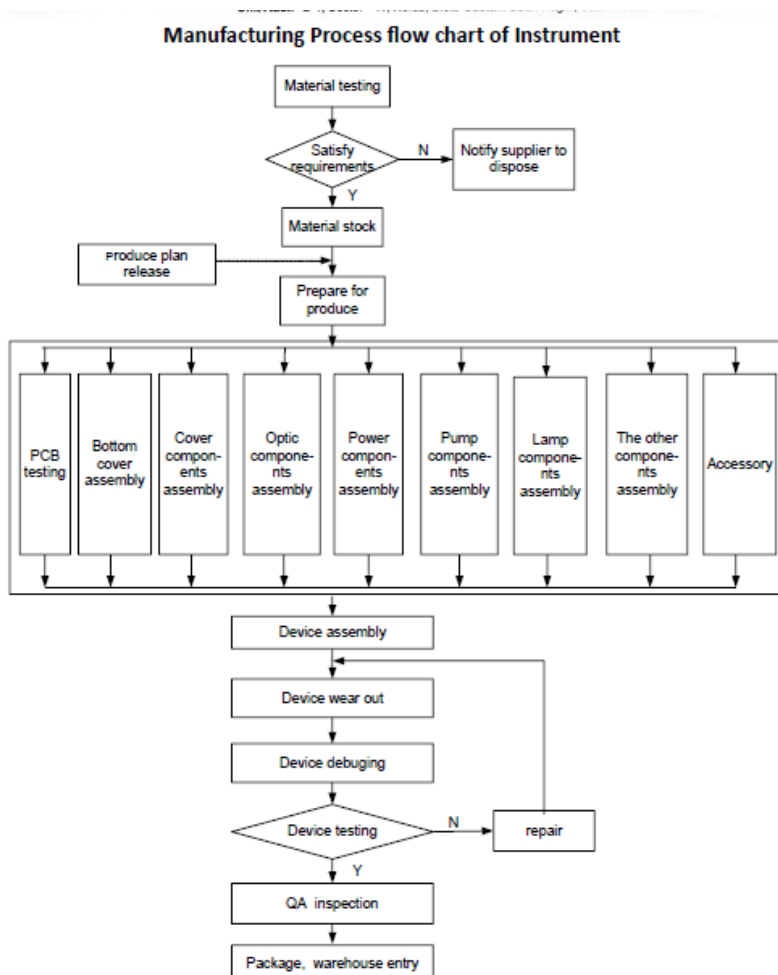 Manufacturing Process flow chart of Instrument
Material testing
Satisfy
requirements
N
Notify supplier to
dispose
Y
Material stock
Produce plan
release
Prepare for
produce
PCB
testing
Bottom
cover
assembly
Cover
compon-
ents
assembly
Optic
compone-
nts
assembly
Power
compon-
ents
assembly
Pump
compone-
nts
assembly
Lamp
compone-
nts
assembly
The other
compone-
nts
assembly
Accessory
Device assembly
Device wear out
Device debuging
Device testing
N
repair
Y
QA inspection
Package, warehouse entry